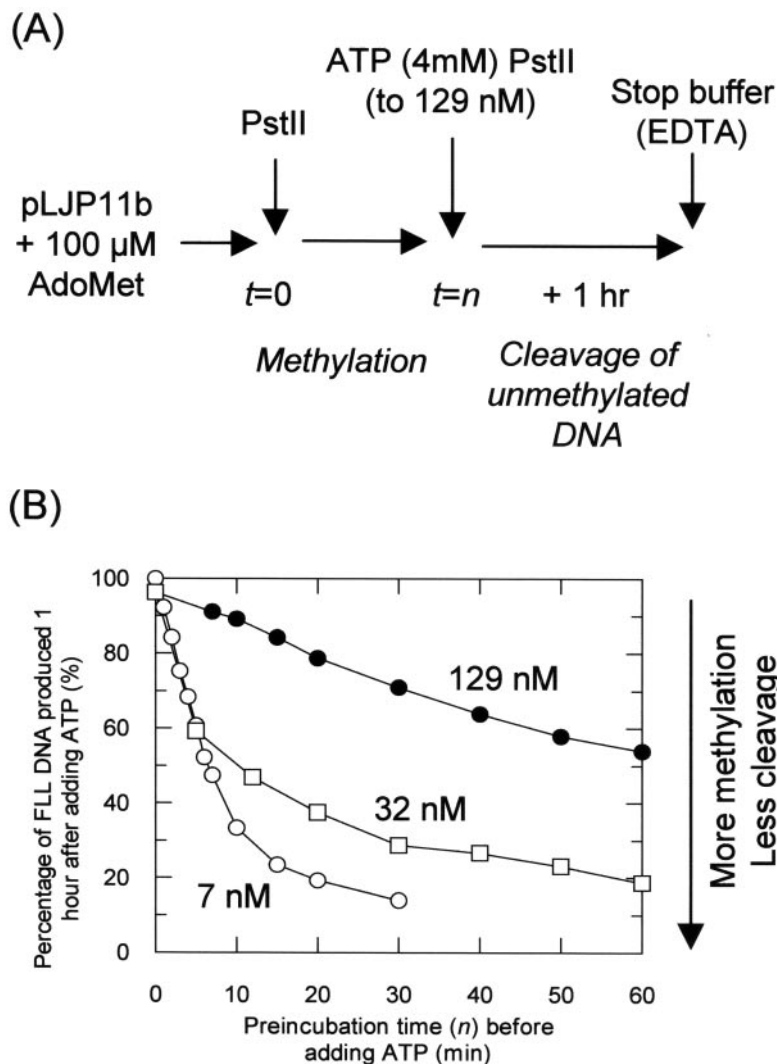 (A)
ATP (4mM) PstII
(to 129 nM)
Stop buffer
(EDTA)
PstII
pLJP11b
+ 100 µM
AdoMet
t=0
t=n
+ 1 hr
Methylation
Cleavage of
unmethylated
DNA
(B)
Percentage of FLL DNA produced 1
hour after adding ATP (%)
100
80
60
40
20
0
129 nM
32 nM
7 nM
0 10 20 30 40 50 60
Preincubation time (n) before
adding ATP (min)
More methylation
Less cleavage